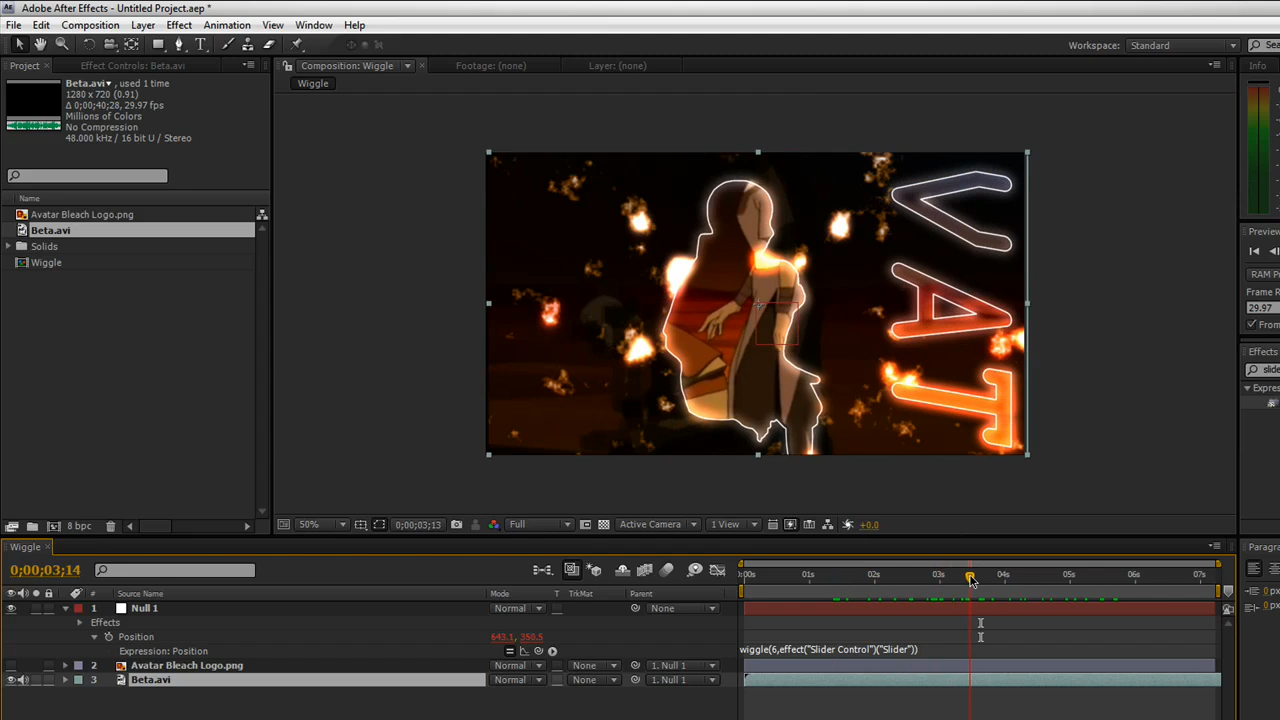 Adobe After Effects - Untitled Project.aep *
File Edit Composition Layer Effect Animation View Window Help
Workspace: Standard
Project Effect Controls: Beta.avi
Composition: Wiggle Footage: (none) Layer: (none)
Info
Wiggle
Beta.avi , used 1 time
1280 x 720 (0.91)
Δ 0;00;40;28, 29.97 fps
Millions of Colors
No Compression
48.000 kHz / 16 bit U / Stereo
Name
Avatar Bleach Logo.png
Beta.avi
Solids
Wiggle
V A T
Preview
RAM P
Frame R
29.97
From
Effects
slide
Expres
8 bpc
50% 0;00;03;13 Full Active Camera 1 View +0.0
Wiggle
Paragra
0;00;03;14
:00s 01s 02s 03s 04s 05s 06s 07s
# Source Name Mode T TrkMat Parent
0 px
0 px
1 Null 1 Normal None
Effects
Position 643.1, 350.5
Expression: Position wiggle(6,effect("Slider Control")("Slider"))
2 Avatar Bleach Logo.png Normal None 1. Null 1
3 Beta.avi Normal None 1. Null 1